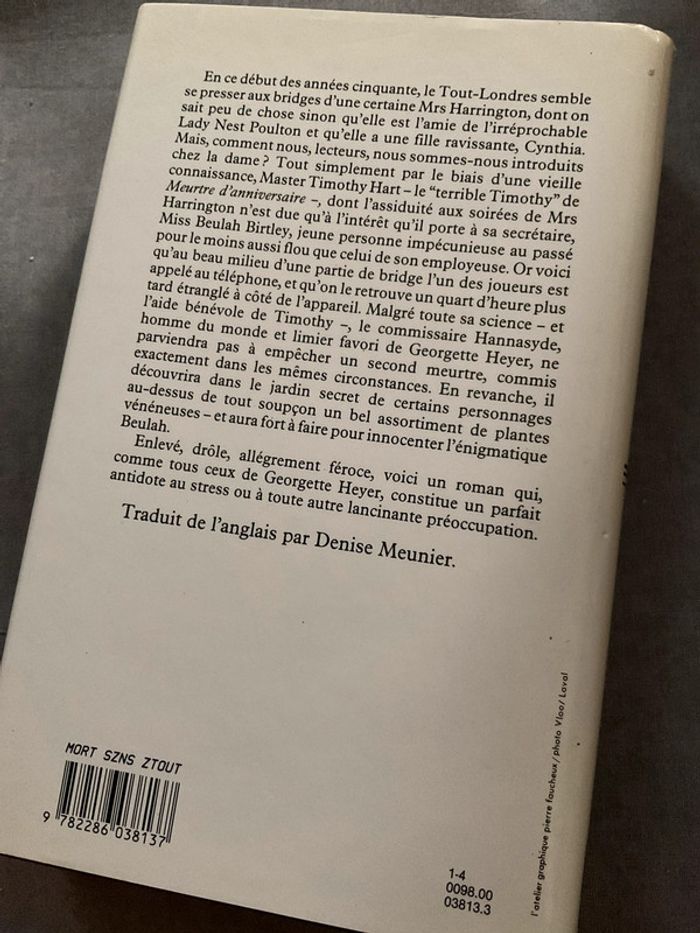 En ce début des années cinquante, le Tout-Londres semble
se presser aux bridges d'une certaine Mrs Harrington, dont on
sait peu de chose sinon qu'elle est l'amie de l'irréprochable
Lady Nest Poulton et qu'elle a une fille ravissante, Cynthia.
Mais, comment nous, lecteurs, nous sommes-nous introduits
chez la dame ? Tout simplement par le biais d'une vieille
connaissance, Master Timothy Hart – le "terrible Timothy" de
Meurtre d'anniversaire –, dont l'assiduité aux soirées de Mrs
Harrington n'est due qu'à l'intérêt qu'il porte à sa secrétaire,
Miss Beulah Birtley, jeune personne impécunieuse au passé
pour le moins aussi flou que celui de son employeuse. Or voici
qu'au beau milieu d'une partie de bridge l'un des joueurs est
appelé au téléphone, et qu'on le retrouve un quart d'heure plus
tard étranglé à côté de l'appareil. Malgré toute sa science – et
l'aide bénévole de Timothy –, le commissaire Hannasyde,
homme du monde et limier favori de Georgette Heyer, ne
parviendra pas à empêcher un second meurtre, commis
exactement dans les mêmes circonstances. En revanche, il
découvrira dans le jardin secret de certains personnages
au-dessus de tout soupçon un bel assortiment de plantes
vénéneuses – et aura fort à faire pour innocenter l'énigmatique
Beulah.
Enlevé, drôle, allégrement féroce, voici un roman qui,
comme tous ceux de Georgette Heyer, constitue un parfait
antidote au stress ou à toute autre lancinante préoccupation.
Traduit de l'anglais par Denise Meunier.
MORT SZNS ZTOUT
9 782286 038137
1-4
0098.00
03813.3
l'atelier graphique pierre faucheux / photo Vloo / Laval